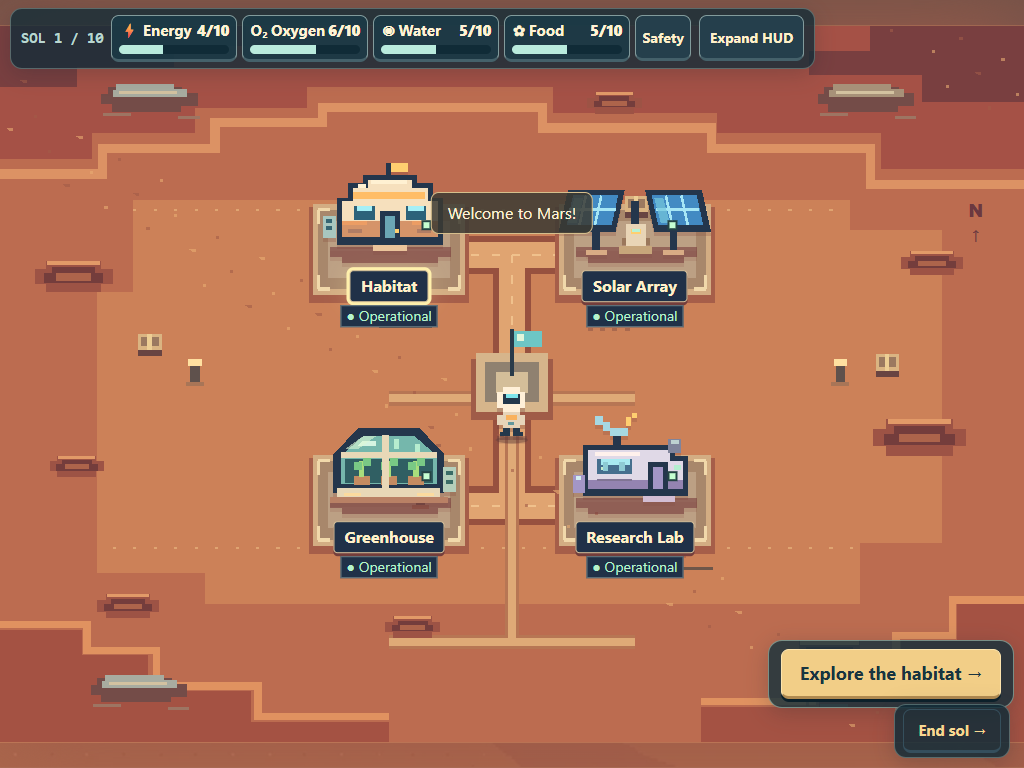 SOL 1 / 10
Energy 4/10
O₂ Oxygen 6/10
Water 5/10
Food 5/10
Safety
Expand HUD
Welcome to Mars!
N
↑
Habitat
Operational
Solar Array
Operational
Greenhouse
Operational
Research Lab
Operational
Explore the habitat →
End sol →